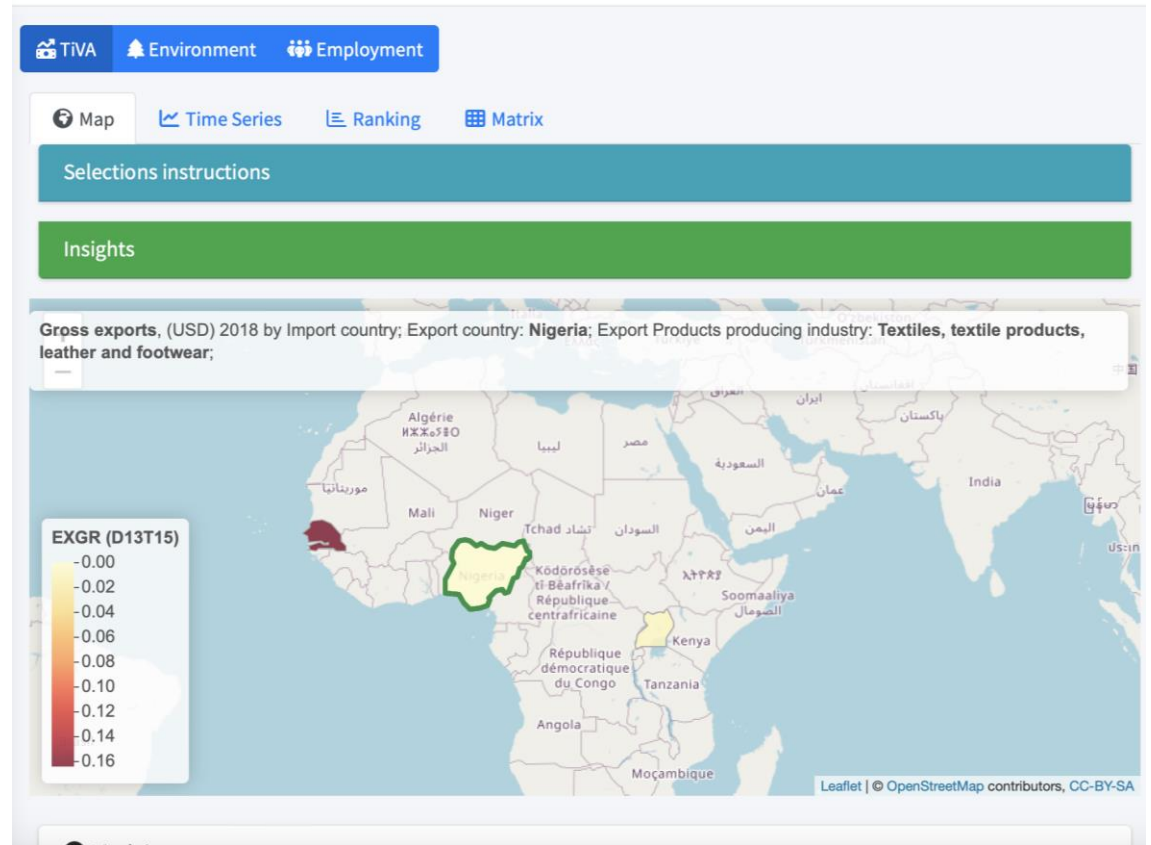 TiVA Environment Employment
Map Time Series Ranking Matrix
Selections instructions
Insights
Gross exports, (USD) 2018 by Import country; Export country: Nigeria; Export Products producing industry: Textiles, textile products,
leather and footwear;
Algérie
ⵍⵣⵣⴰⵢⴻⵔ
الجزائر
ليبيا
مصر
العراق
ایران
افغانستان
پاکستان
السعودية
عمان
India
موريتانيا
Mali
Niger
Tchad تشاد
السودان
اليمن
Nigeria
Ködörösêse
tî Bêafrîka /
République
centrafricaine
Soomaaliya
الصومال
Kenya
République
démocratique
du Congo
Tanzania
Angola
Moçambique
EXGR (D13T15)
0.00
0.02
0.04
0.06
0.08
0.10
0.12
0.14
0.16
Leaflet | © OpenStreetMap contributors, CC-BY-SA